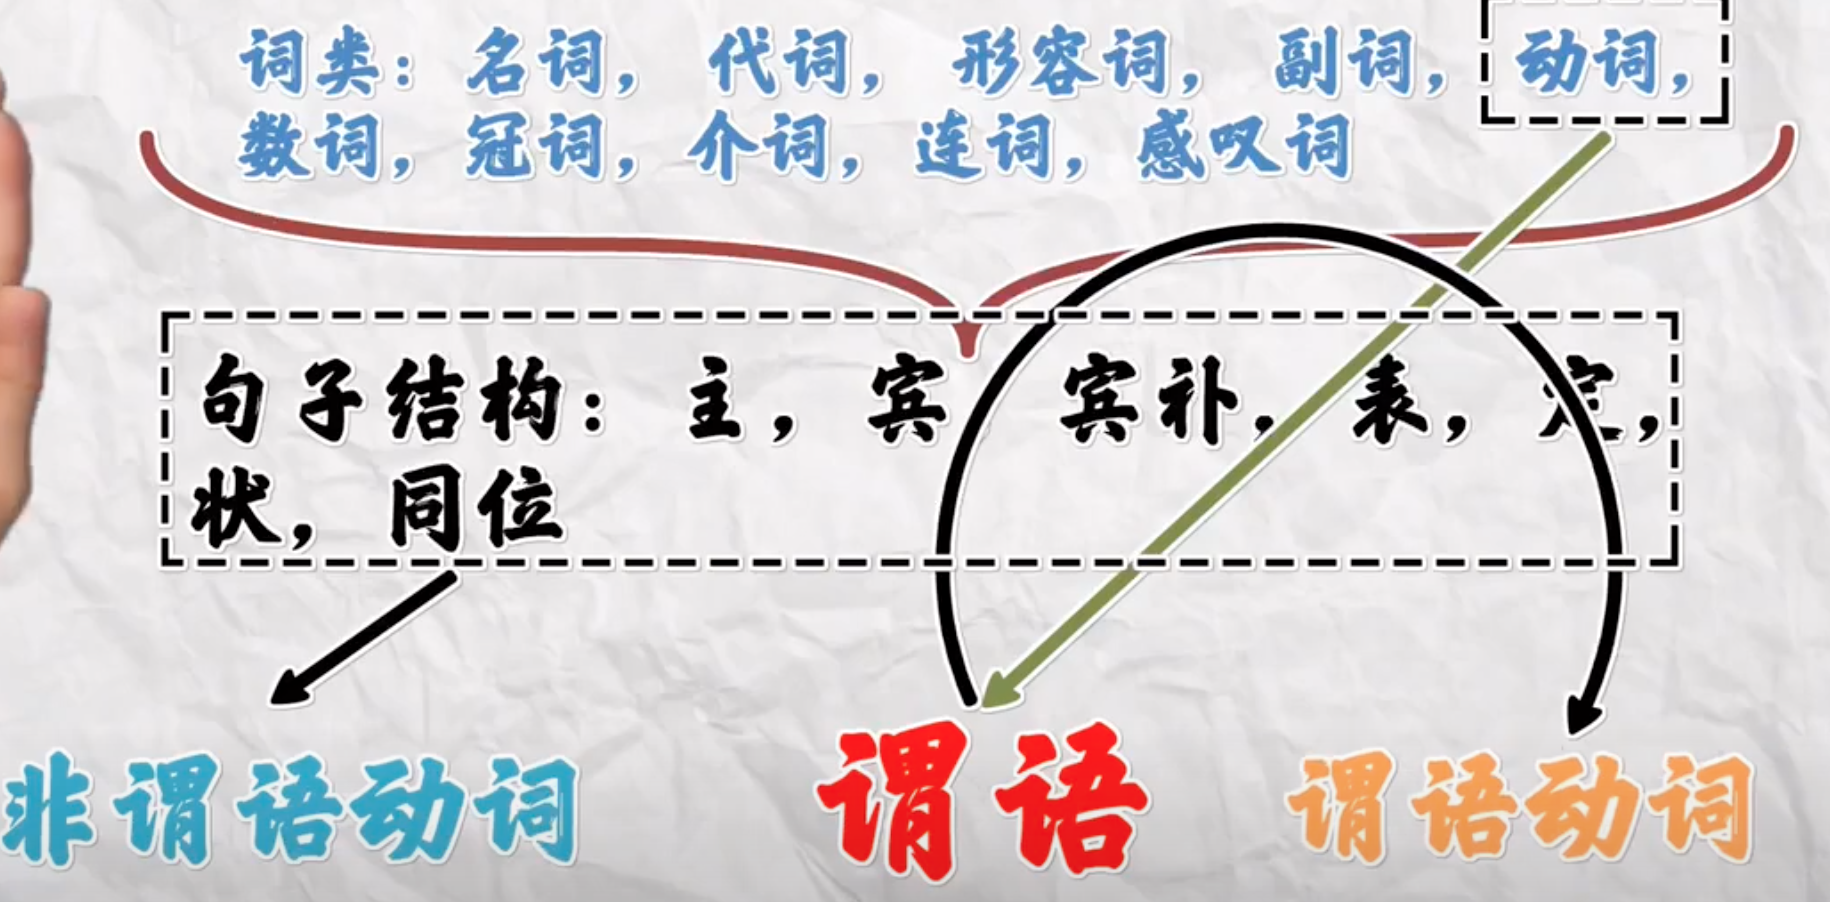 词类：名词，代词，形容词，副词，动词，
数词，冠词，介词，连词，感叹词
句子结构：主，宾 宾补，表，定，
状，同位
非谓语动词 谓语 谓语动词